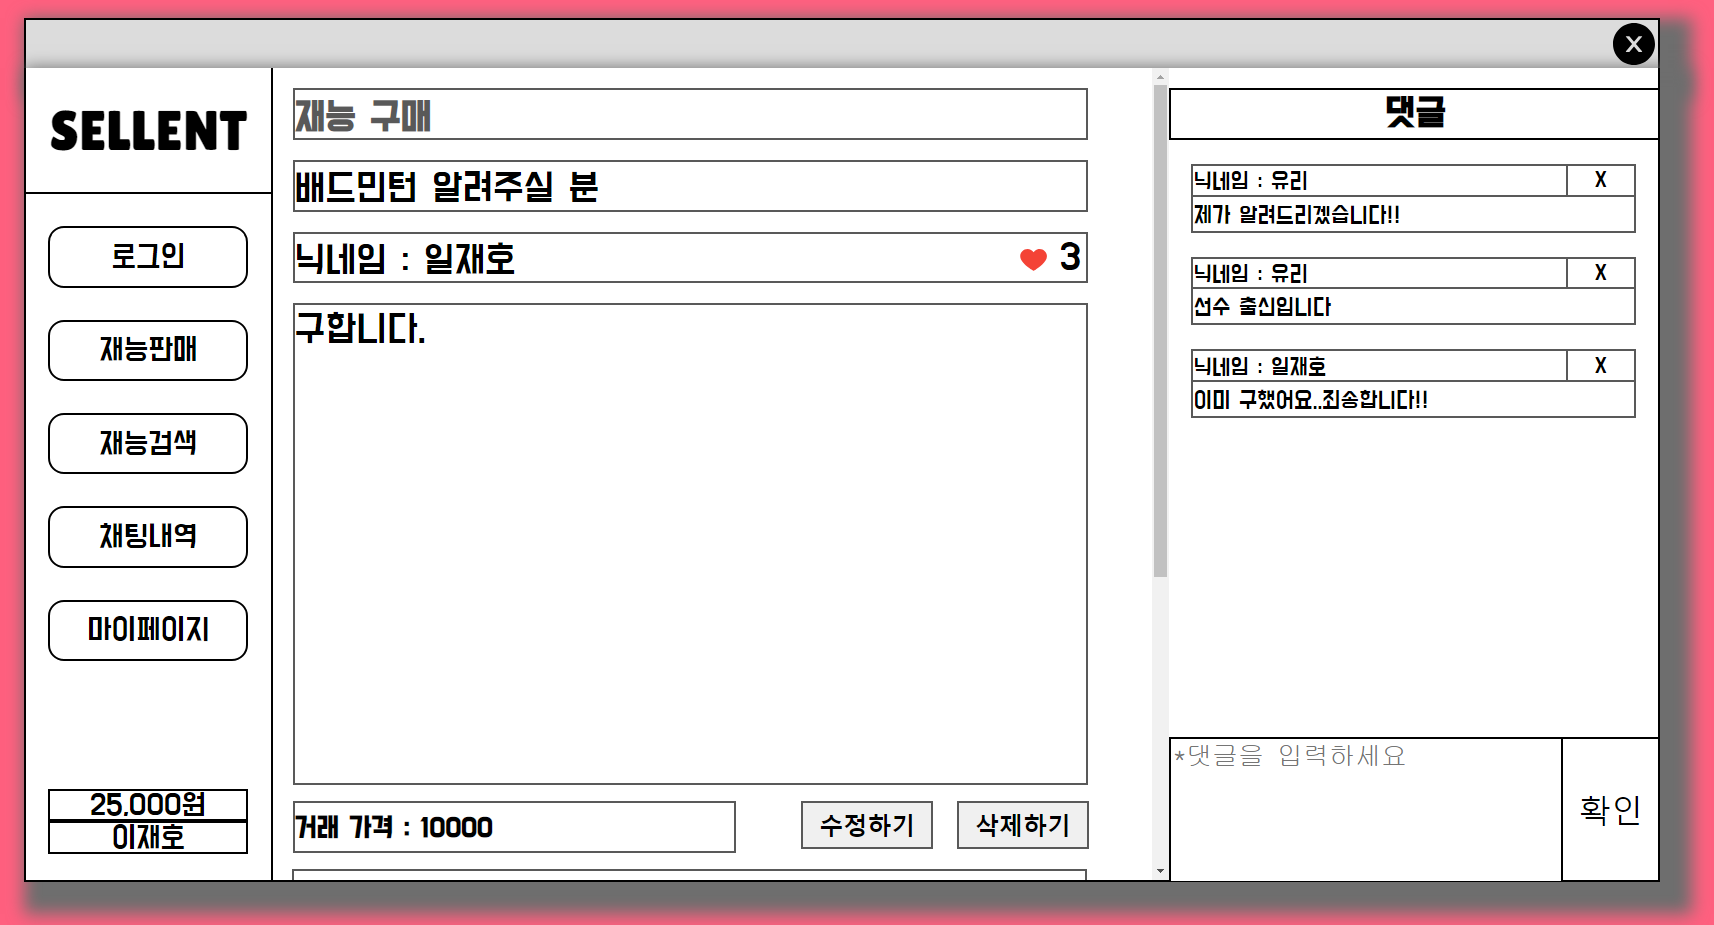 X
SELLENT
로그인
재능판매
재능검색
채팅내역
마이페이지
25,000원
이재호
재능 구매
배드민턴 알려주실 분
닉네임 : 일재호
3
구합니다.
거래 가격 : 10000
수정하기
삭제하기
댓글
닉네임 : 유리
X
제가 알려드리겠습니다!!
닉네임 : 유리
X
선수 출신입니다
닉네임 : 일재호
X
이미 구했어요..죄송합니다!!
*댓글을 입력하세요
확인